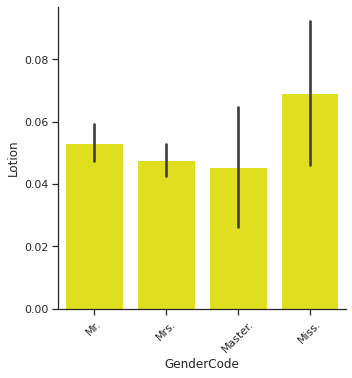 0.08
0.06
0.04
0.02
0.00
Lotion
Mr.
Mrs.
Master.
Miss.
GenderCode